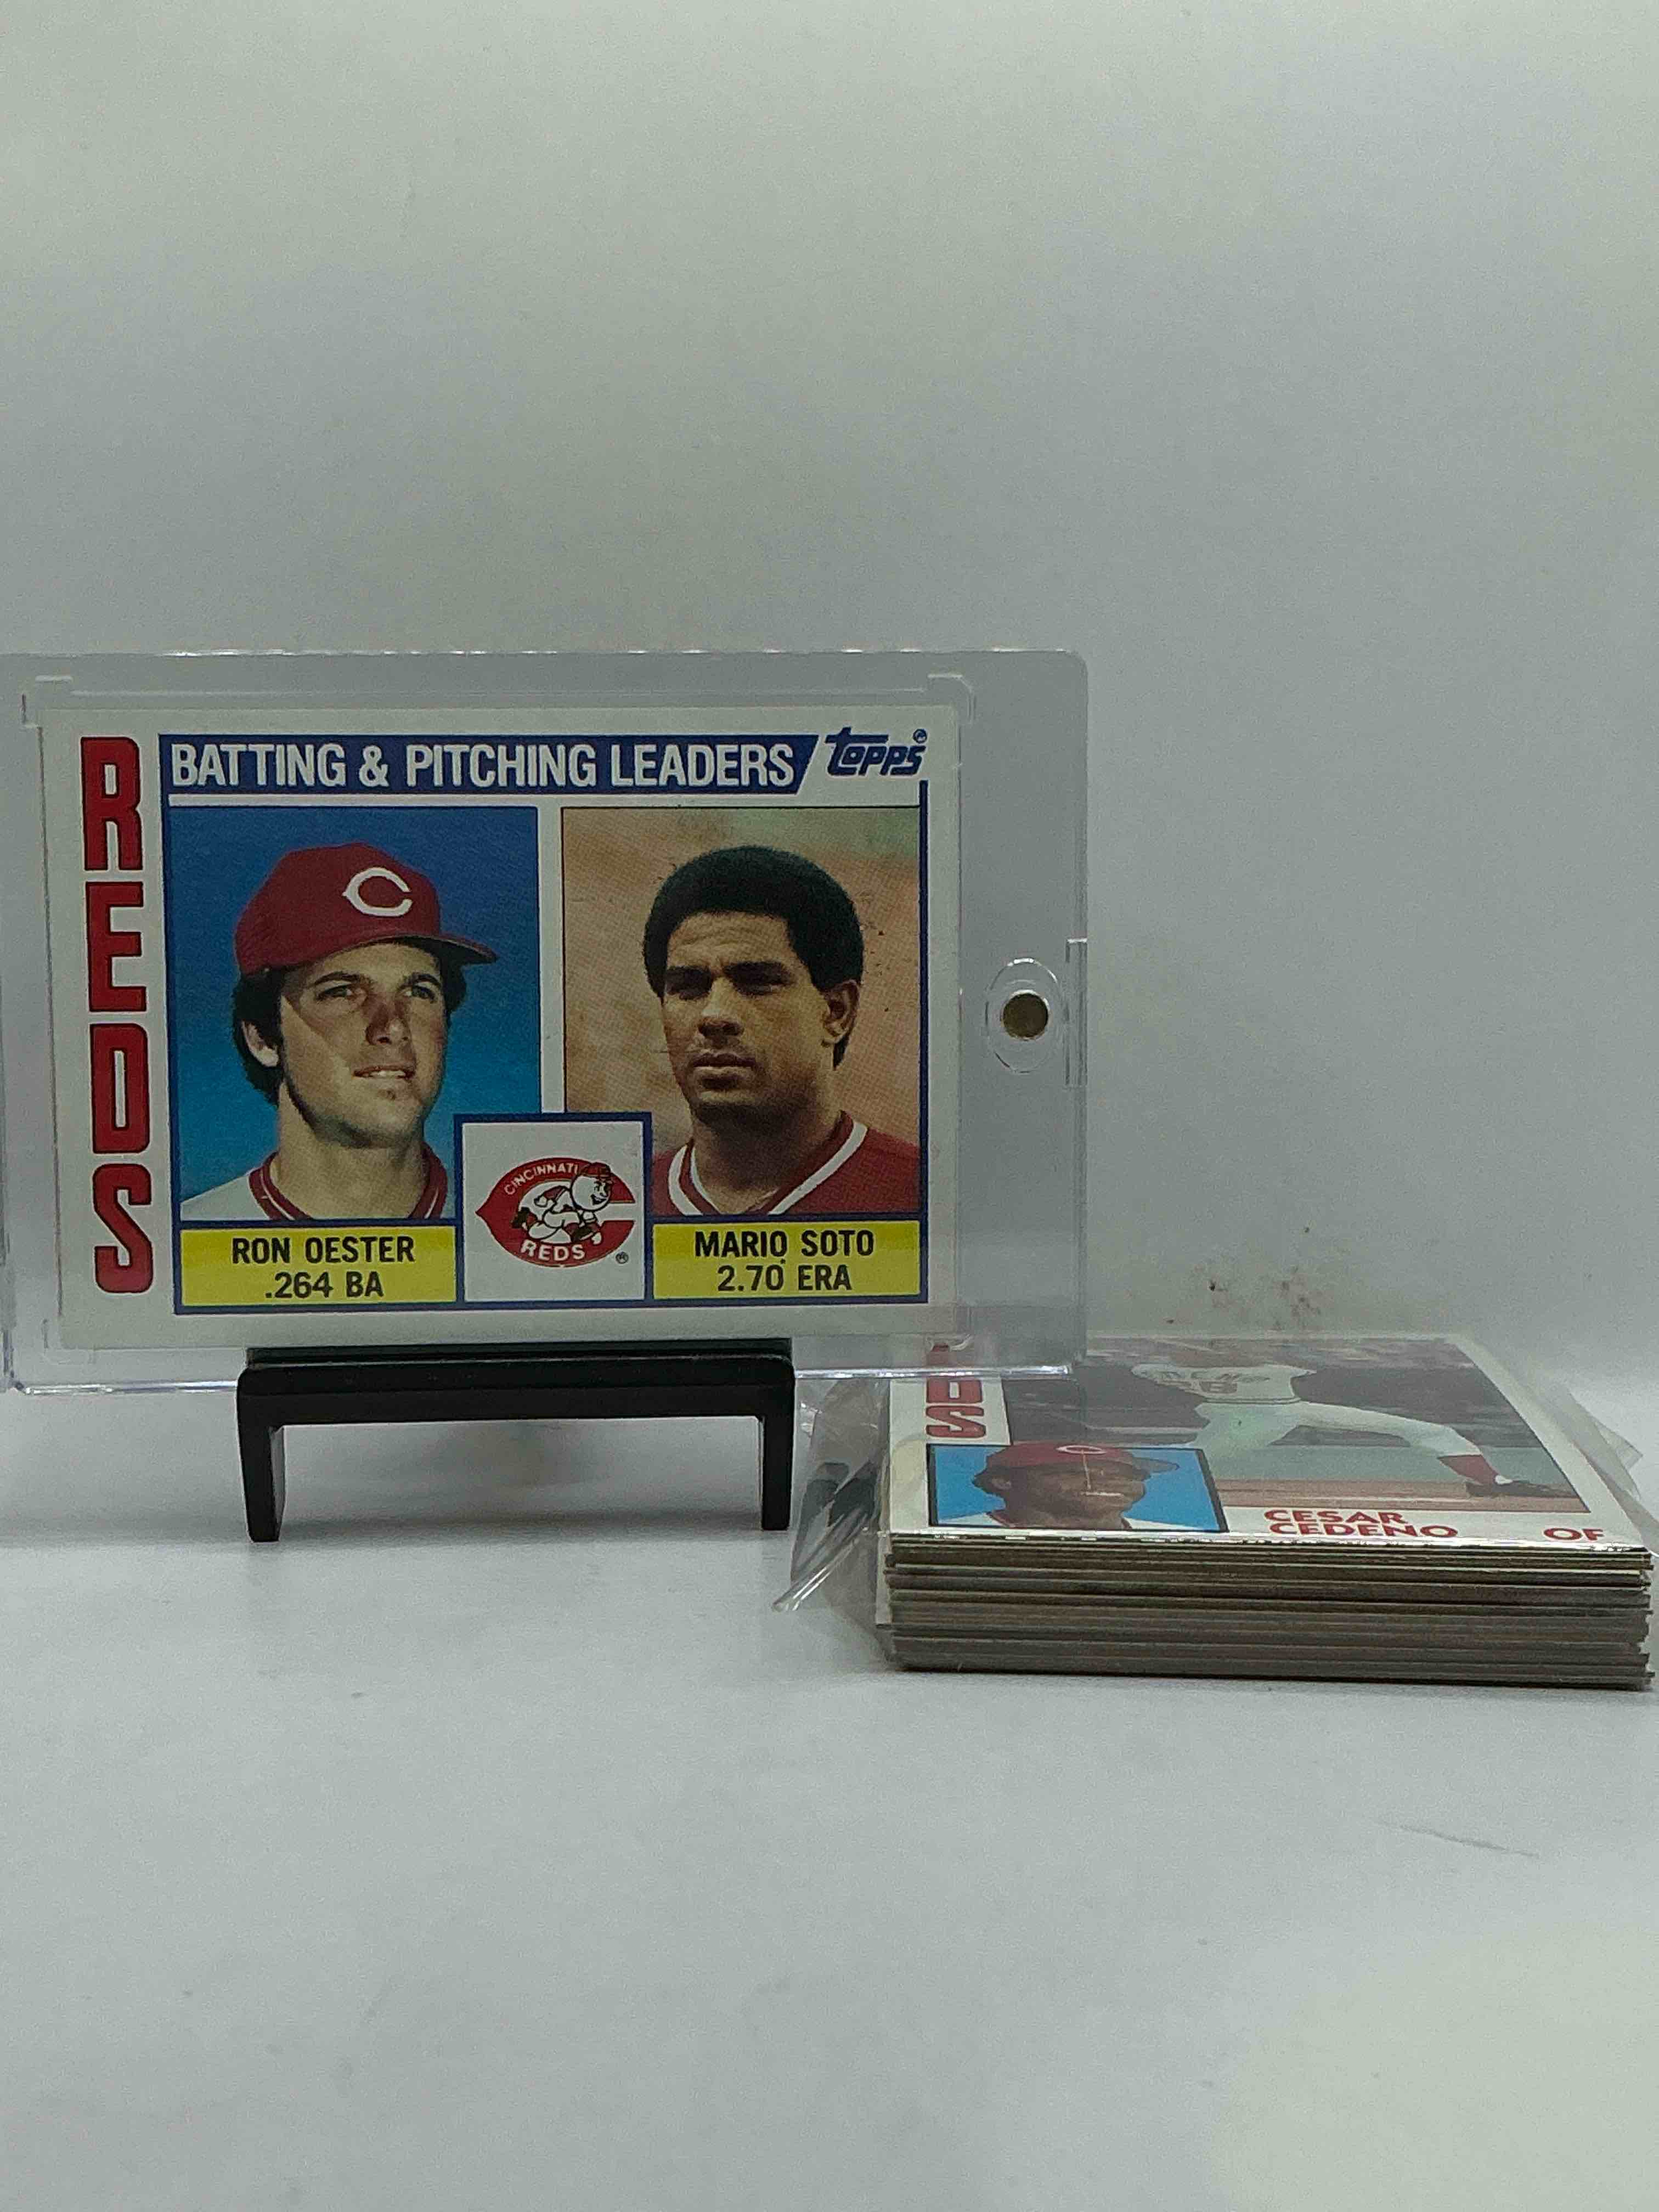 REDS
BATTING & PITCHING LEADERS
topps®
C
CINCINNATI
REDS
®
RON OESTER
.264 BA
MARIO SOTO
2.70 ERA
DS
CESAR
CEDENO
OF